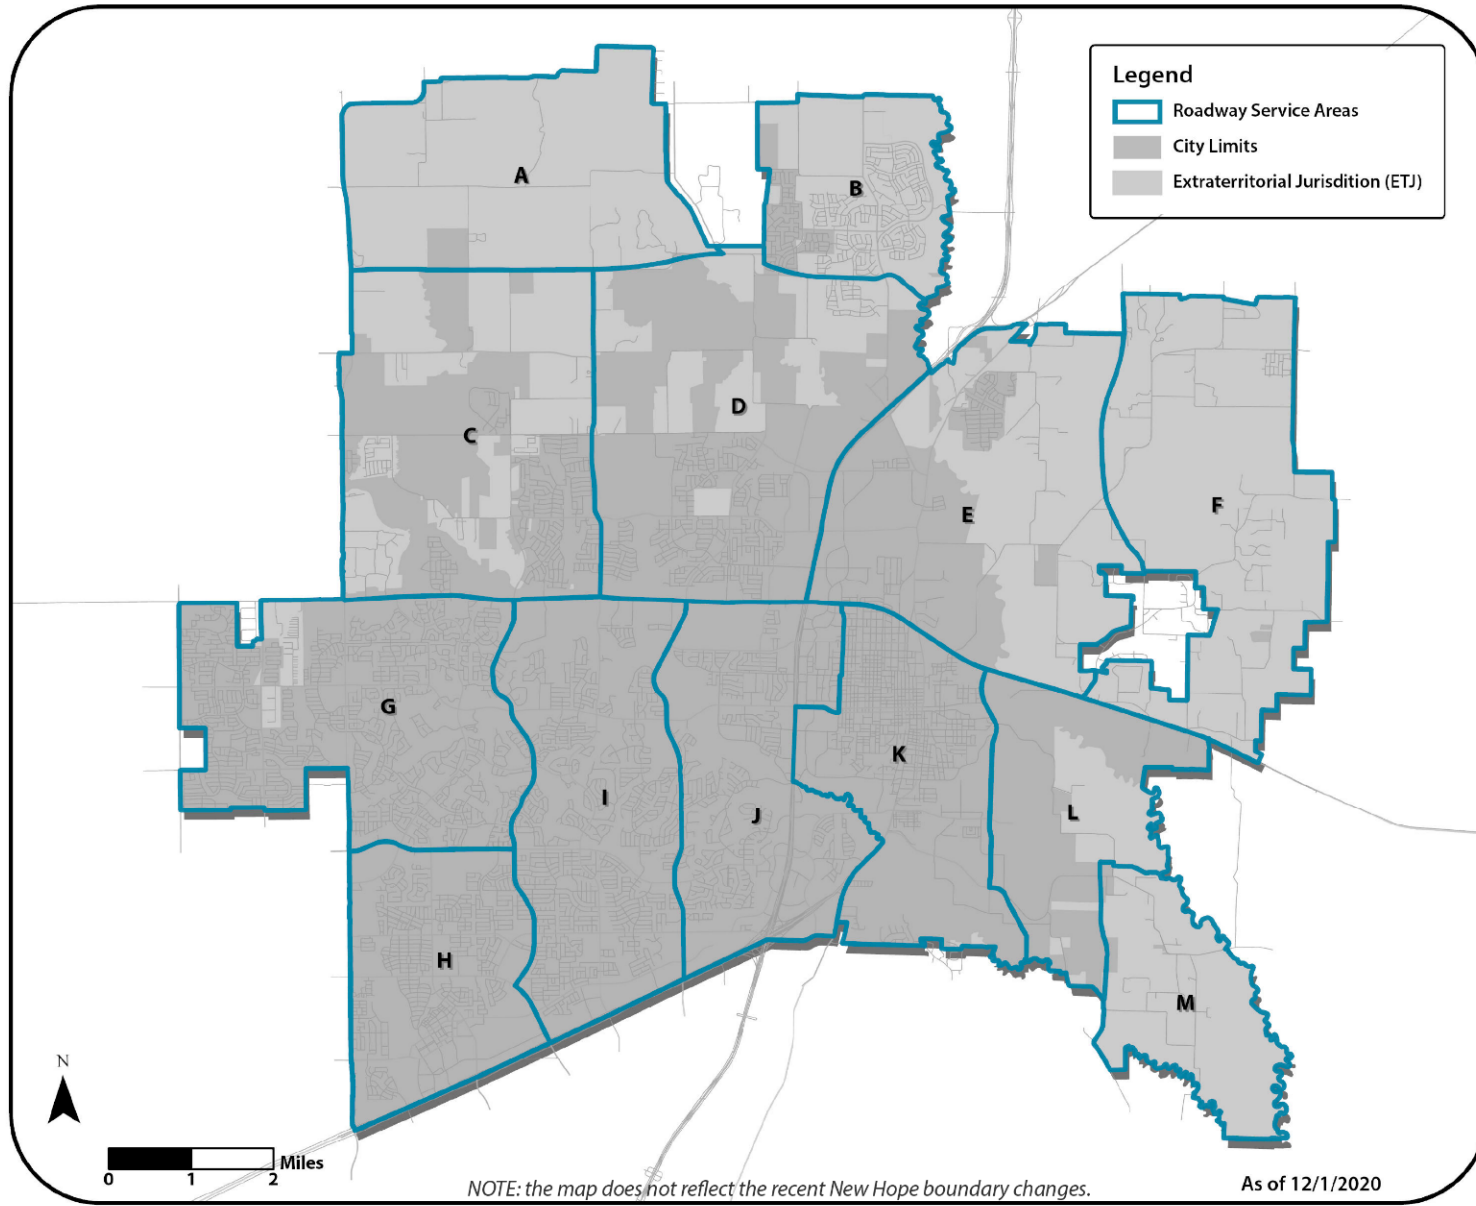 Legend
Roadway Service Areas
City Limits
Extraterritorial Jurisdition (ETJ)
A
B
C
D
E
F
G
H
I
J
K
L
M
N
0 1 2 Miles
NOTE: the map does not reflect the recent New Hope boundary changes.
As of 12/1/2020